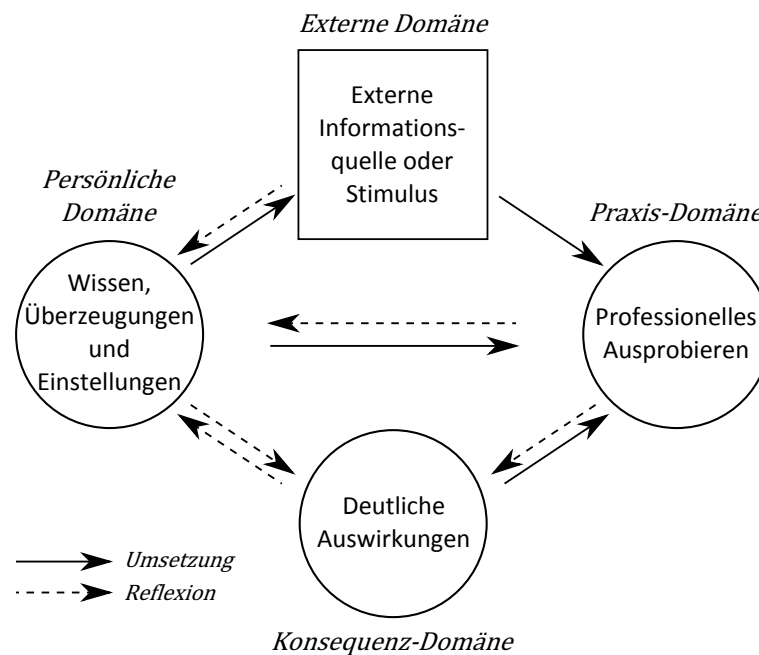 Externe Domäne
Externe
Informations-
quelle oder
Stimulus
Persönliche
Domäne
Wissen,
Überzeugungen
und
Einstellungen
Praxis-Domäne
Professionelles
Ausprobieren
Deutliche
Auswirkungen
Konsequenz-Domäne
Umsetzung
Reflexion